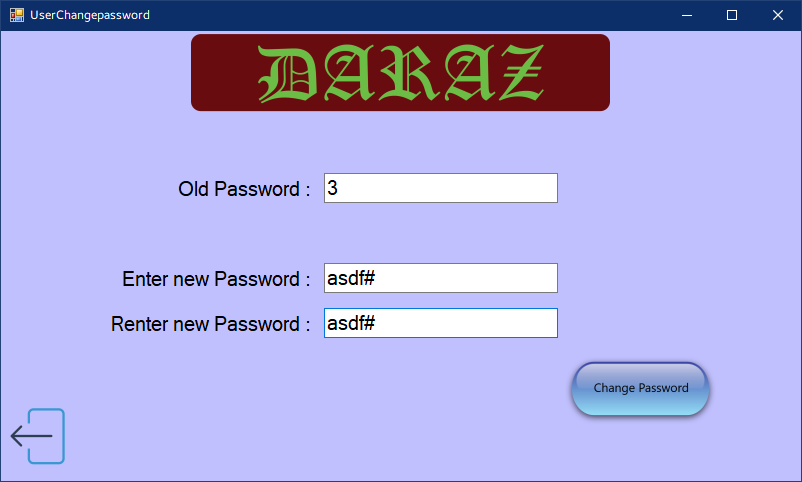 UserChangepassword
DARAZ
Old Password : 3
Enter new Password : asdf#
Renter new Password : asdf#
Change Password